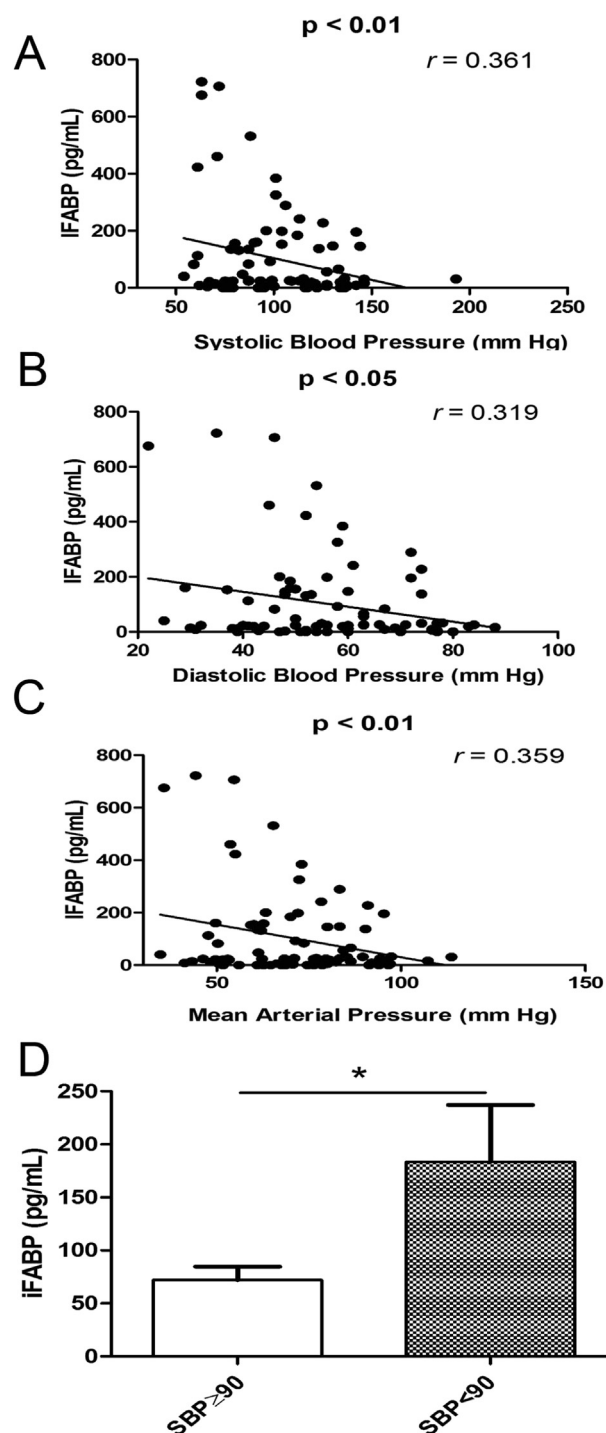 A
p < 0.01
r = 0.361
IFABP (pg/mL)
800
600
400
200
0
50
100
150
200
250
Systolic Blood Pressure (mm Hg)
B
p < 0.05
r = 0.319
IFABP (pg/mL)
800
600
400
200
0
20
40
60
80
100
Diastolic Blood Pressure (mm Hg)
C
p < 0.01
r = 0.359
IFABP (pg/mL)
800
600
400
200
0
50
100
150
Mean Arterial Pressure (mm Hg)
D
*
iFABP (pg/mL)
250
200
150
100
50
0
SBP≥90
SBP<90